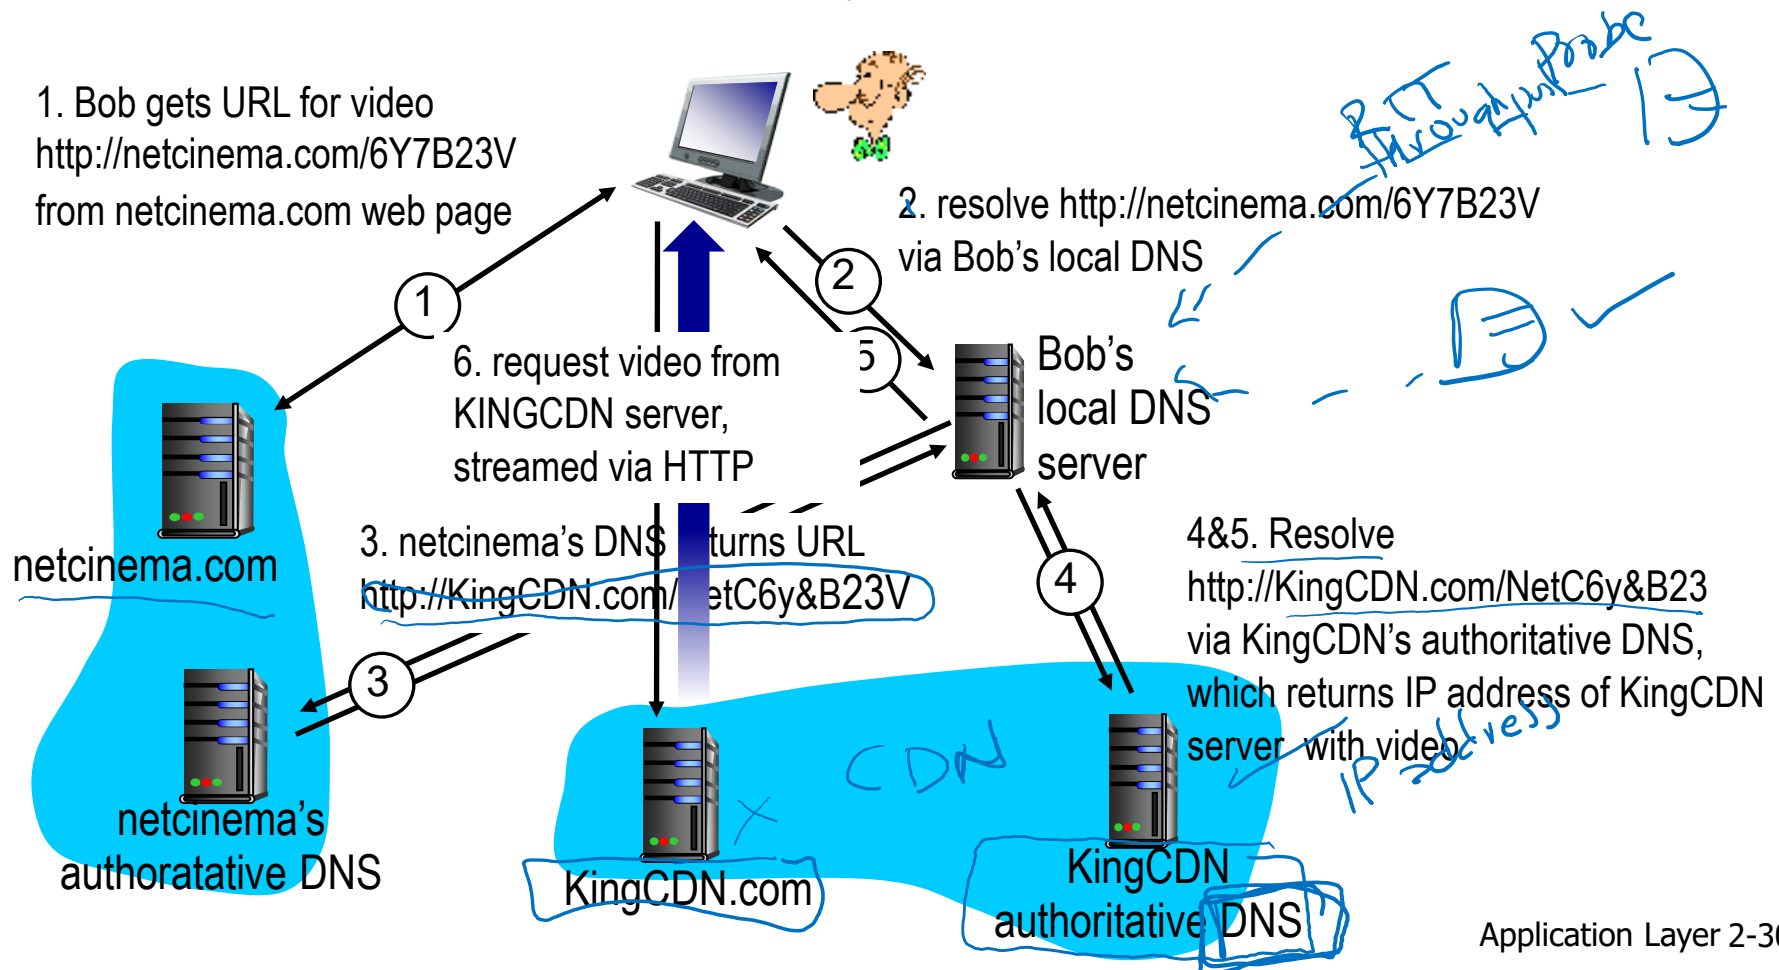 1. Bob gets URL for video
http://netcinema.com/6Y7B23V
from netcinema.com web page
RTT
throughput
Probe
2. resolve http://netcinema.com/6Y7B23V
via Bob's local DNS
1
2
5
6. request video from
KINGCDN server,
streamed via HTTP
Bob's
local DNS
server
netcinema.com
3. netcinema's DNS turns URL
http://KingCDN.com/ etC6y&B23V
3
4
4&5. Resolve
http://KingCDN.com/NetC6y&B23
via KingCDN's authoritative DNS,
which returns IP address of KingCDN
server with video
IP address
CDN
netcinema's
authoratative DNS
KingCDN.com
KingCDN
authoritative DNS
Application Layer 2-30